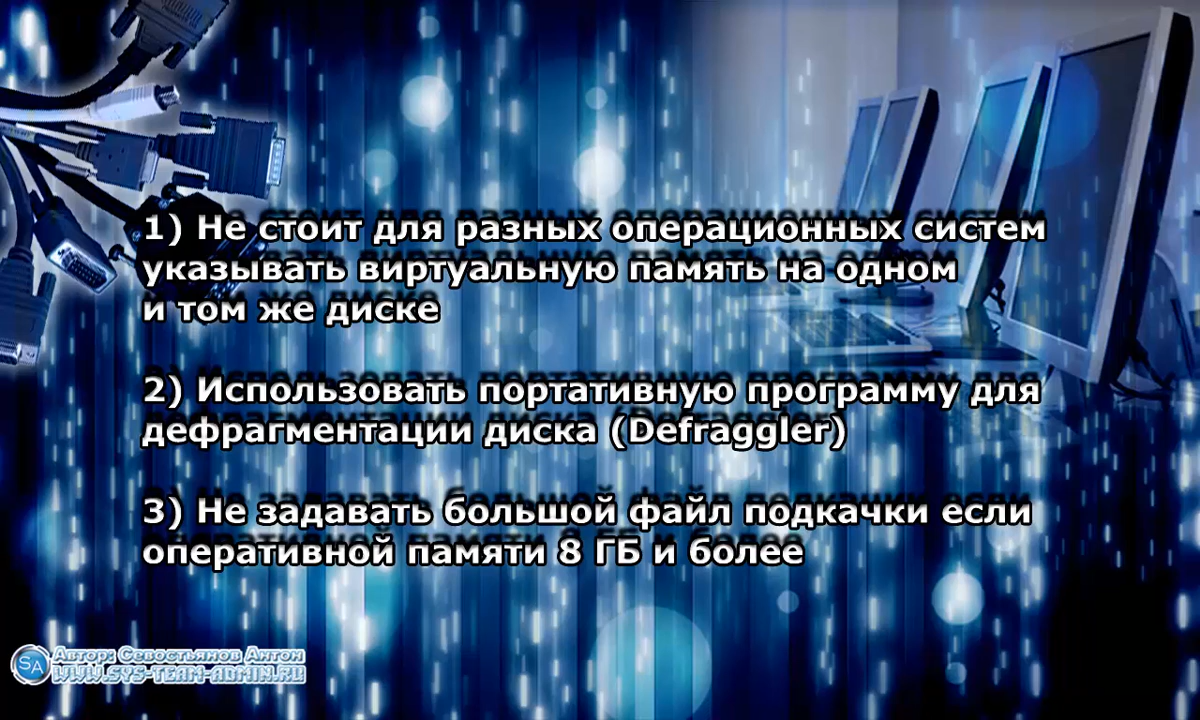 1) Не стоит для разных операционных систем
указывать виртуальную память на одном
и том же диске
2) Использовать портативную программу для
дефрагментации диска (Defraggler)
3) Не задавать большой файл подкачки если
оперативной памяти 8 ГБ и более
SA
Автор: Севостьянов Антон
WWW.SYS-TEAM-ADMIN.RU